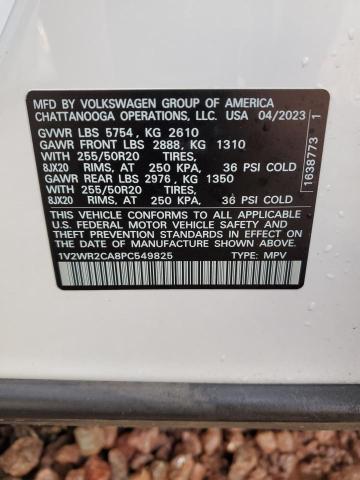 MFD BY VOLKSWAGEN GROUP OF AMERICA
CHATTANOOGA OPERATIONS, LLC. USA 04/2023
GVWR LBS 5754, KG 2610
GAWR FRONT LBS 2888, KG 1310
WITH 255/50R20 TIRES,
8JX20 RIMS, AT 250 KPA, 36 PSI COLD
GAWR REAR LBS 2976, KG 1350
WITH 255/50R20 TIRES,
8JX20 RIMS, AT 250 KPA, 36 PSI COLD
THIS VEHICLE CONFORMS TO ALL APPLICABLE
U.S. FEDERAL MOTOR VEHICLE SAFETY
STANDARDS IN EFFECT ON THE DATE OF
MANUFACTURE SHOWN ABOVE
1V2WR2CA8PC549825 TYPE: MPV
1639773 1